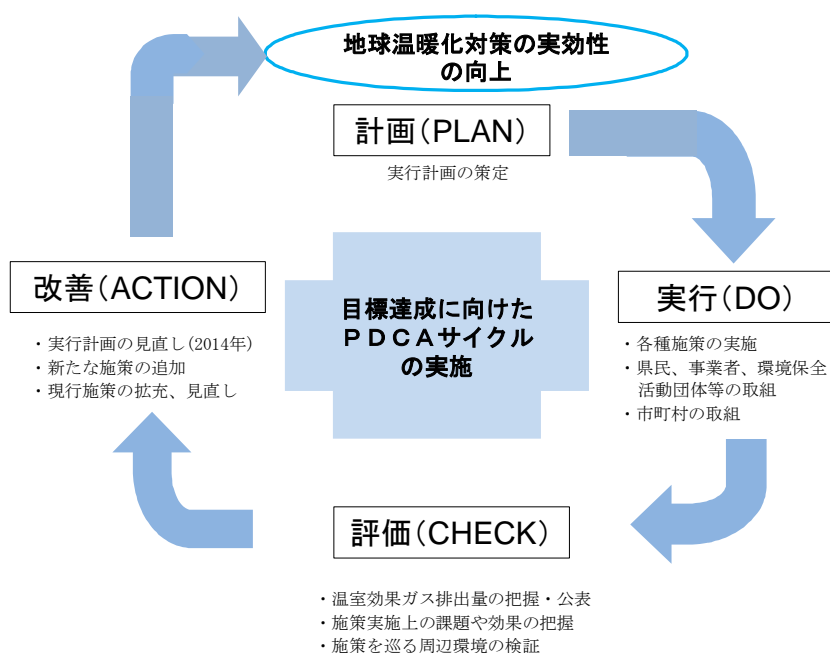 地球温暖化対策の実効性
の向上
計画(PLAN)
実行計画の策定
実行(DO)
・各種施策の実施
・県民、事業者、環境保全
活動団体等の取組
・市町村の取組
評価(CHECK)
・温室効果ガス排出量の把握・公表
・施策実施上の課題や効果の把握
・施策を巡る周辺環境の検証
改善(ACTION)
・実行計画の見直し(2014年)
・新たな施策の追加
・現行施策の拡充、見直し
目標達成に向けた
ＰＤＣＡサイクル
の実施